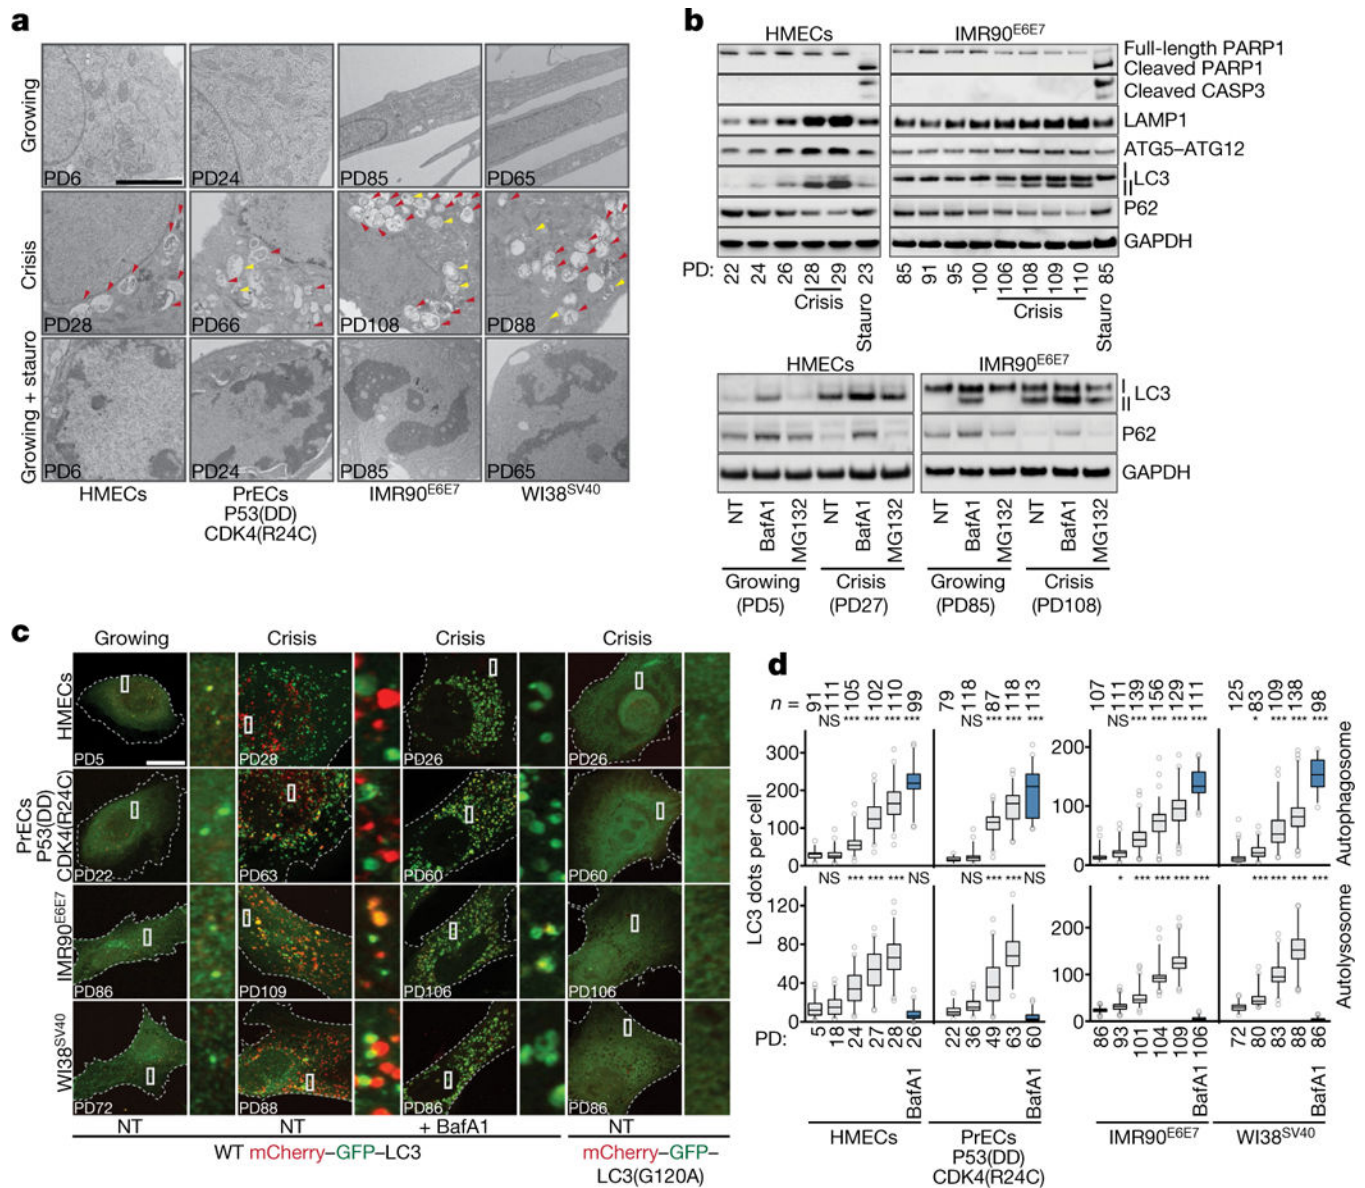 a
Growing
PD6
PD24
PD85
PD65
Crisis
PD28
PD66
PD108
PD88
Growing + stauro
PD6
PD24
PD85
PD65
HMECs
PrECs
P53(DD)
CDK4(R24C)
IMR90E6E7
WI38SV40
b
HMECs
IMR90E6E7
Full-length PARP1
Cleaved PARP1
Cleaved CASP3
LAMP1
ATG5–ATG12
I
II
LC3
P62
GAPDH
PD: 22 24 26 28 29 23 85 91 95 100 106 108 109 110 85
Crisis
Stauro
Crisis
Stauro
HMECs
IMR90E6E7
I
II
LC3
P62
GAPDH
NT BafA1 MG132 NT BafA1 MG132 NT BafA1 MG132 NT BafA1 MG132
Growing
(PD5)
Crisis
(PD27)
Growing
(PD85)
Crisis
(PD108)
c
Growing
Crisis
Crisis
Crisis
HMECs
PD5
PD28
PD26
PD26
PrECs
P53(DD)
CDK4(R24C)
PD22
PD63
PD60
PD60
IMR90E6E7
PD86
PD109
PD106
PD106
WI38SV40
PD72
PD88
PD86
PD86
NT
NT
+ BafA1
NT
WT mCherry–GFP–LC3
mCherry–GFP–
LC3(G120A)
d
n = 91 111 105 102 110 99 79 118 87 118 113 107 111 139 156 129 111 125 83 109 138 98
NS *** *** *** *** NS *** *** *** NS *** *** *** *** * *** *** ***
300
200
100
0
200
100
0
Autophagosome
LC3 dots per cell
NS *** *** *** NS NS *** *** NS * *** *** *** *** *** *** *** ***
120
80
40
0
200
100
0
Autolysosome
PD: 5 18 24 27 28 26 22 36 49 63 60 86 93 101 104 109 106 72 80 83 88 86
BafA1
BafA1
BafA1
BafA1
HMECs
PrECs
P53(DD)
CDK4(R24C)
IMR90E6E7
WI38SV40